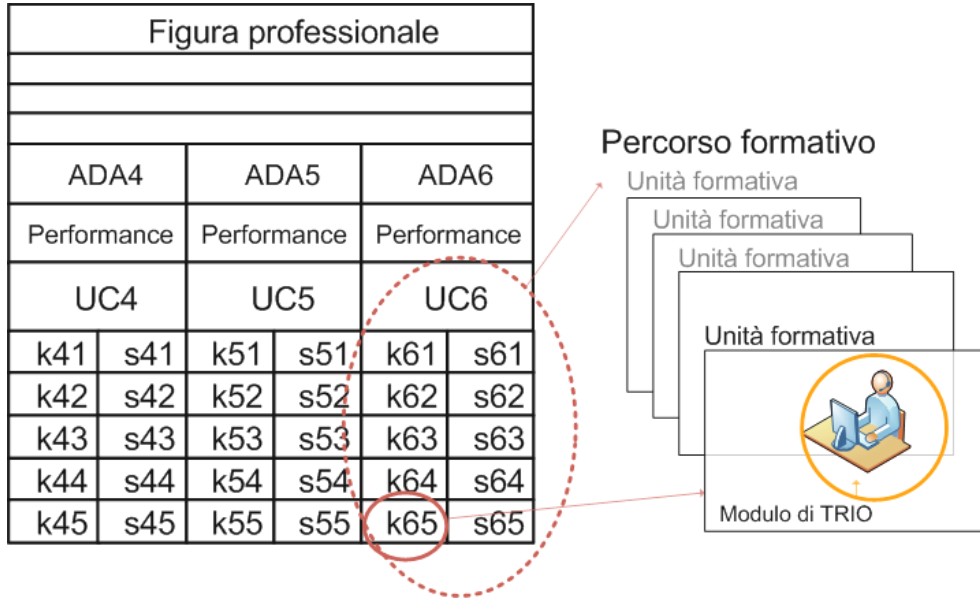 Figura professionale
ADA4 ADA5 ADA6
Performance Performance Performance
UC4 UC5 UC6
k41 s41 k51 s51 k61 s61
k42 s42 k52 s52 k62 s62
k43 s43 k53 s53 k63 s63
k44 s44 k54 s54 k64 s64
k45 s45 k55 s55 k65 s65
Percorso formativo
Unità formativa
Unità formativa
Unità formativa
Unità formativa
Modulo di TRIO